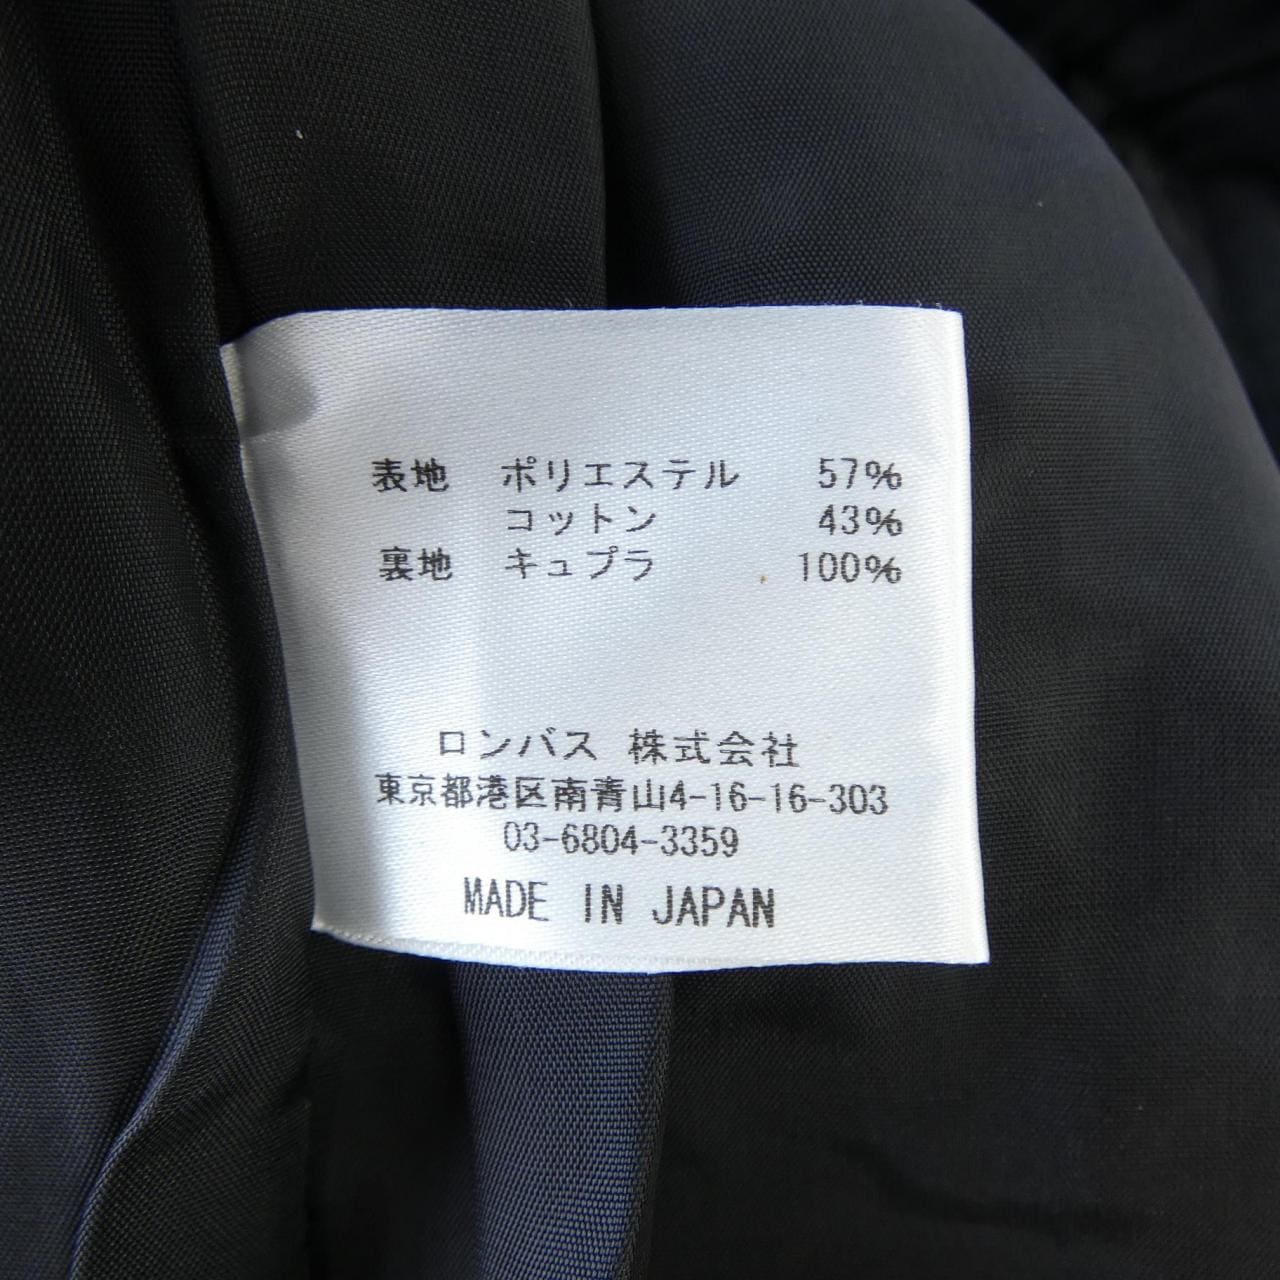 表地 ポリエステル 57%
コットン 43%
裏地 キュプラ 100%
ロンバス 株式会社
東京都港区南青山4-16-16-303
03-6804-3359
MADE IN JAPAN